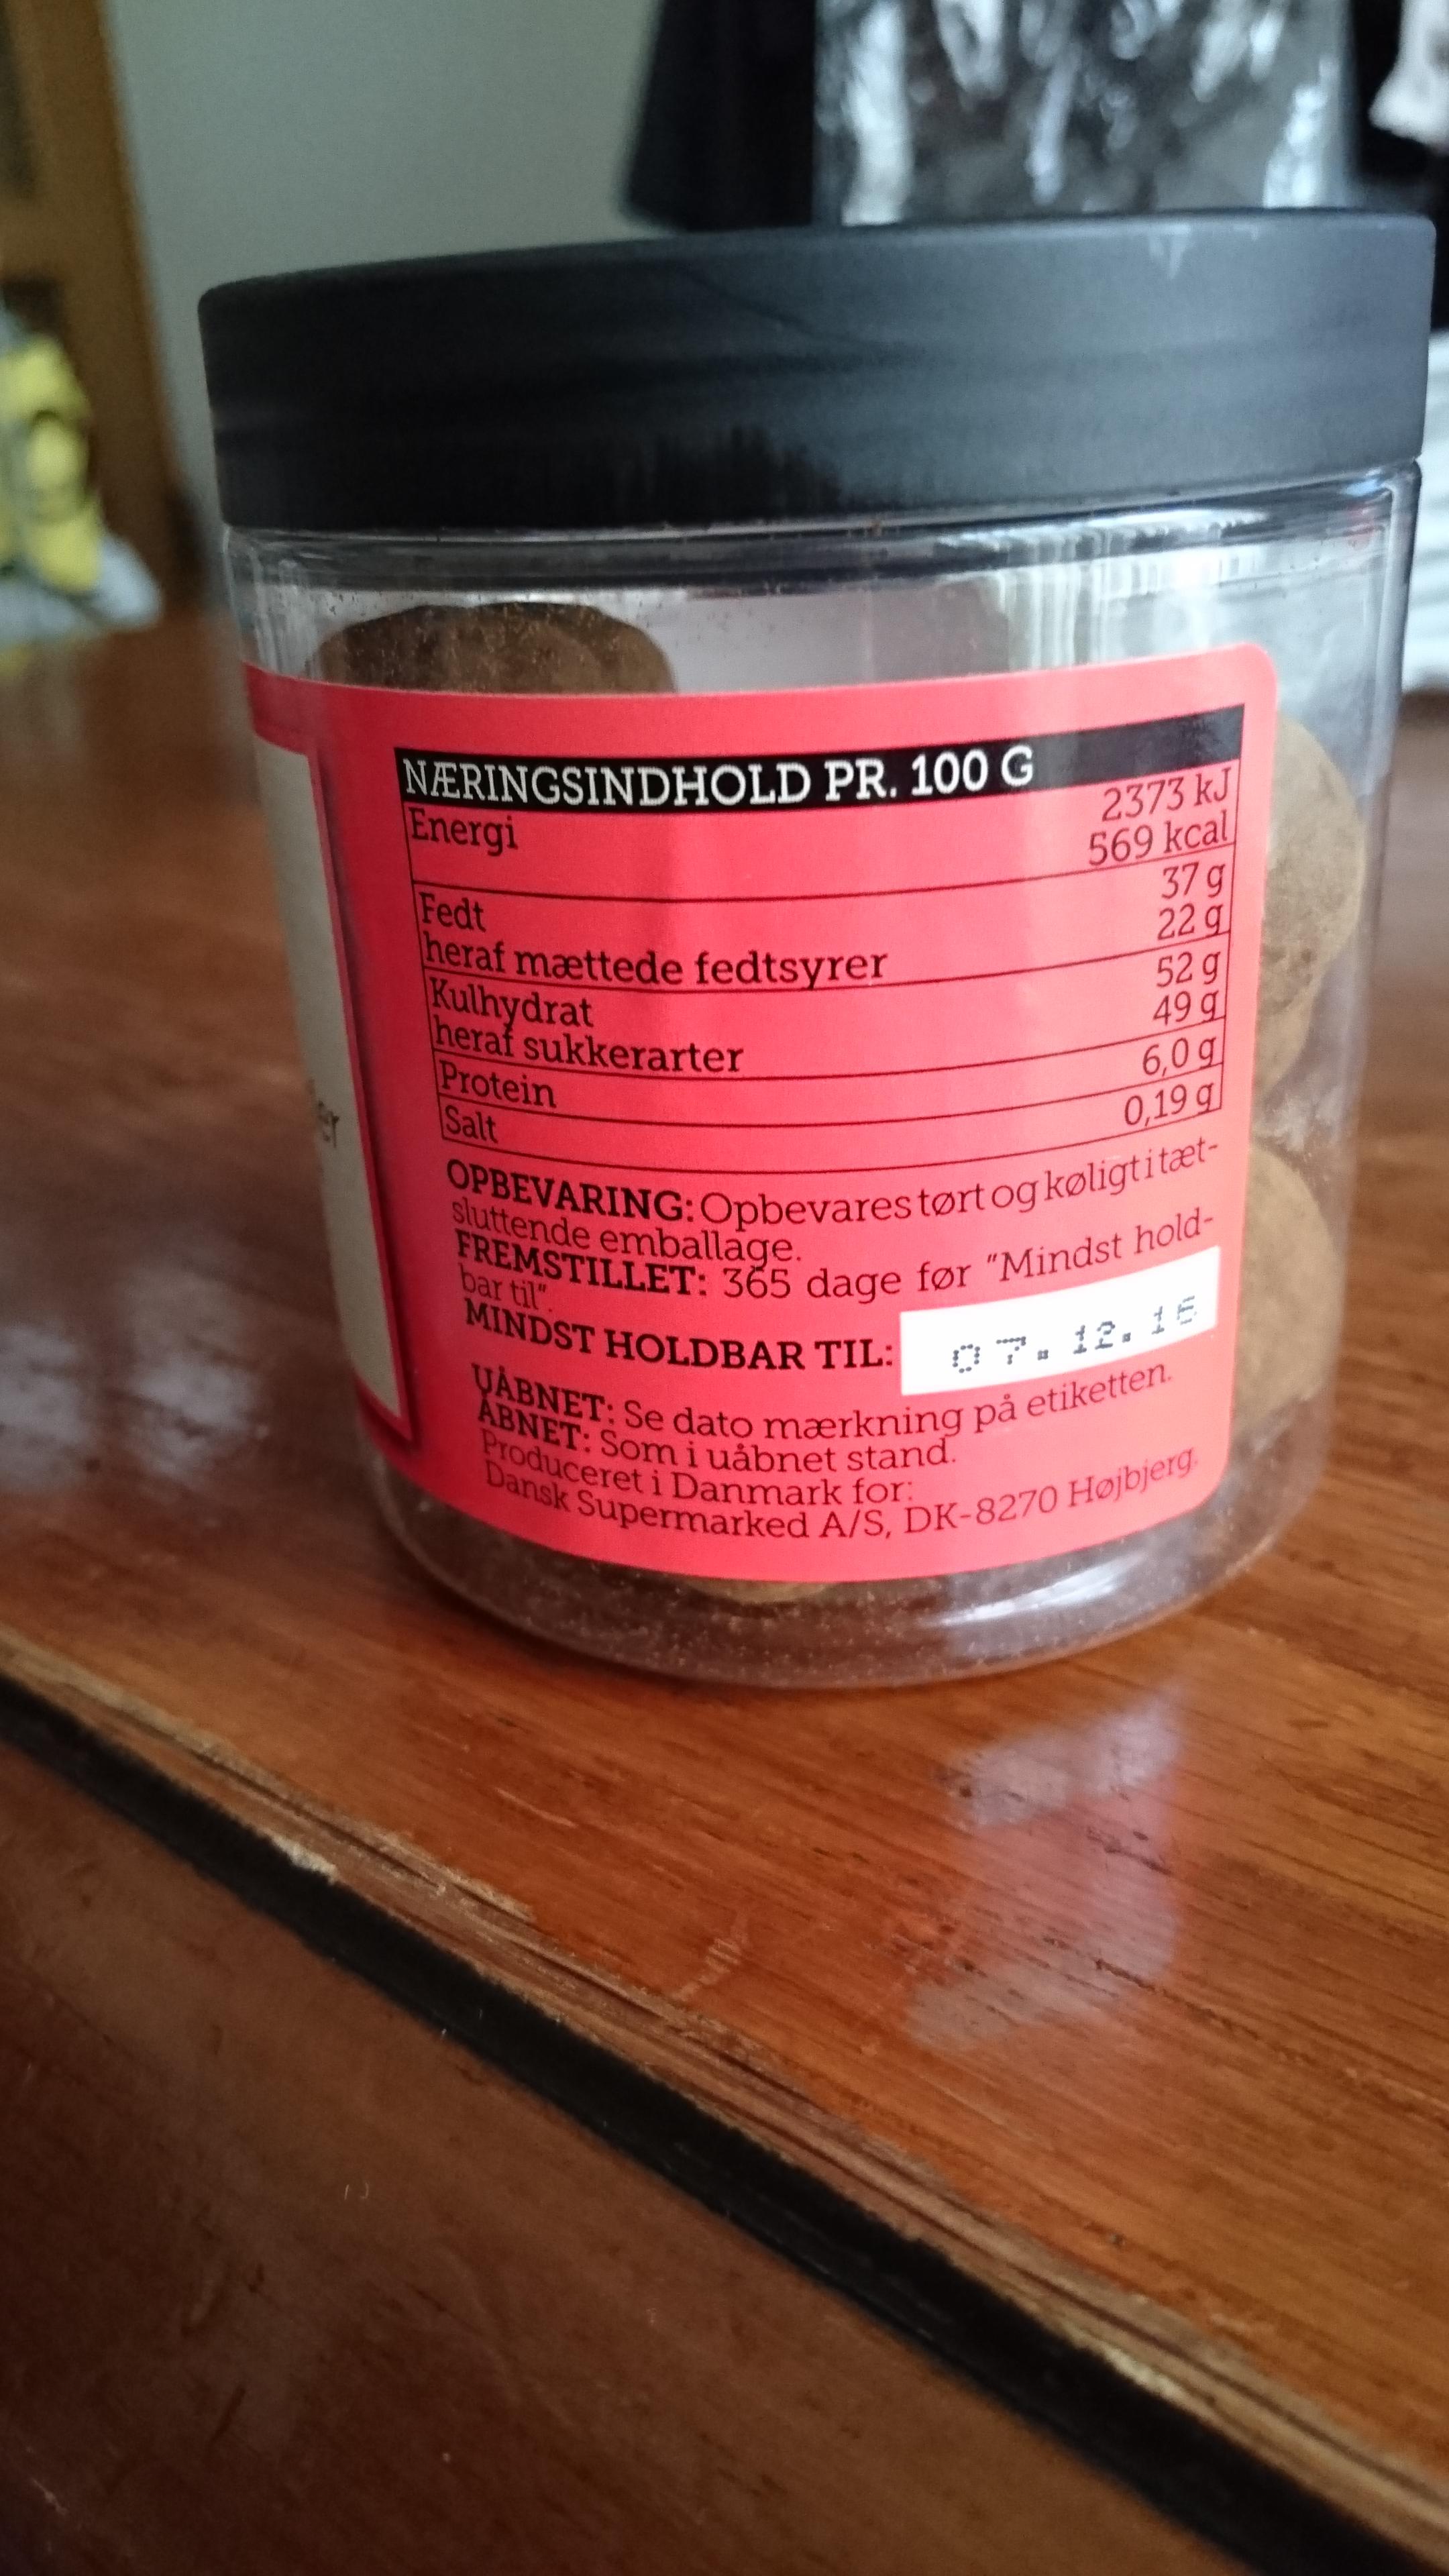 NÆRINGSINDHOLD PR. 100 G
Energi 2373 kJ
569 kcal
Fedt 37 g
heraf mættede fedtsyrer 22 g
Kulhydrat 52 g
heraf sukkerarter 49 g
Protein 6,0 g
Salt 0,19 g
OPBEVARING: Opbevares tørt og køligt i tæt-
sluttende emballage.
FREMSTILLET: 365 dage før "Mindst hold-
bar til".
MINDST HOLDBAR TIL: 07.12.16
UÅBNET: Se dato mærkning på etiketten.
ÅBNET: Som i uåbnet stand.
Produceret i Danmark for:
Dansk Supermarked A/S, DK-8270 Højbjerg.